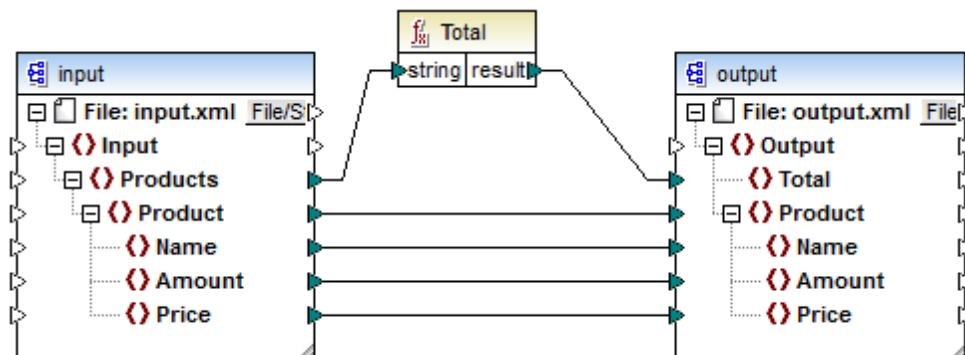 Total
string result
input
File: input.xml File/S
Input
Products
Product
Name
Amount
Price
output
File: output.xml File
Output
Total
Product
Name
Amount
Price